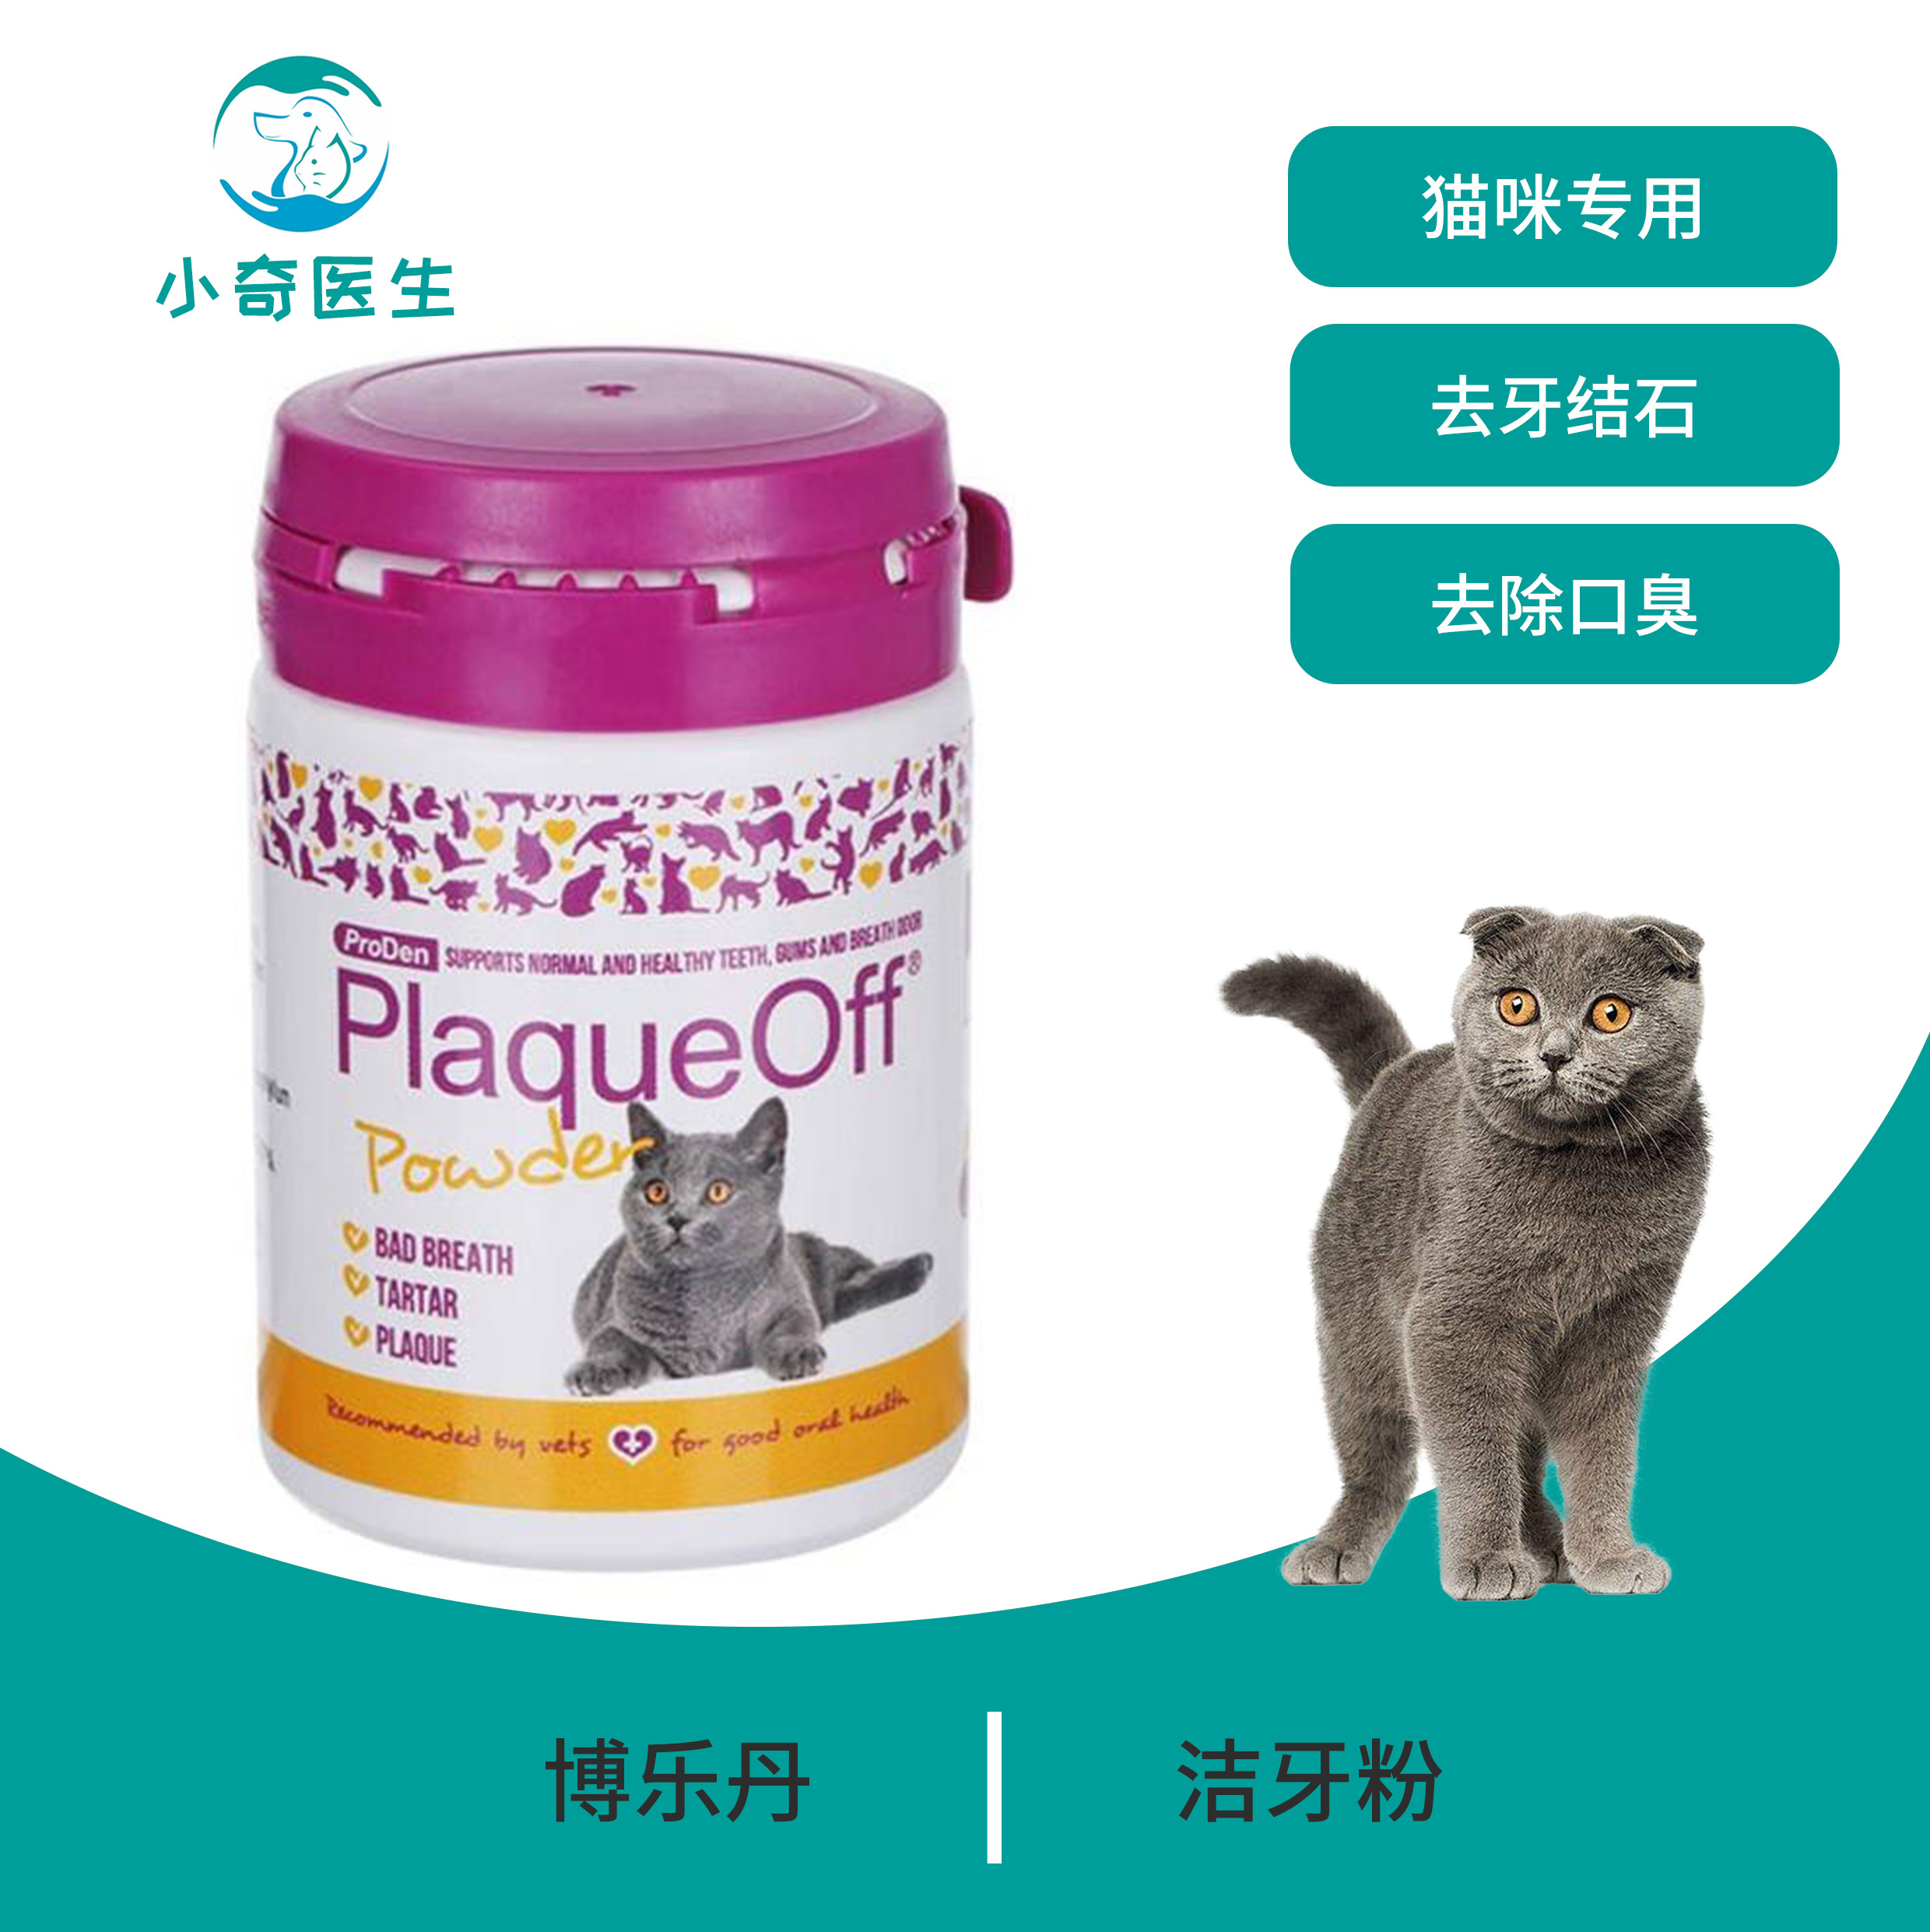 小奇医生
猫咪专用
去牙结石
去除口臭
ProDen SUPPORTS NORMAL AND HEALTHY TEETH, GUMS AND BREATH ODOR
PlaqueOff®
Powder
BAD BREATH
TARTAR
PLAQUE
Recommended by vets for good oral health
博乐丹
洁牙粉